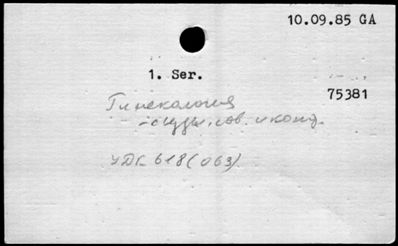 10.09.85 GA
1. Ser.
75381
Гинекология
- съезды, сов. и конф.
УДК 618(063)